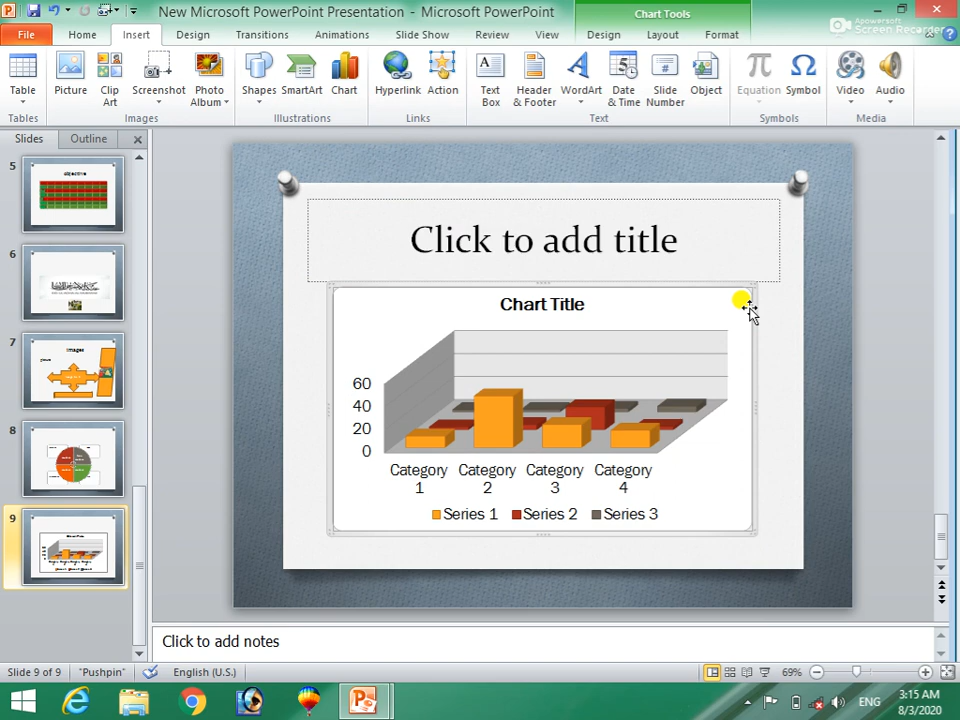 New Microsoft PowerPoint Presentation - Microsoft PowerPoint
Chart Tools
File Home Insert Design Transitions Animations Slide Show Review View Design Layout Format
Apowersoft
Screen Recorder
Table
Picture
Clip
Art
Screenshot
Photo
Album
Shapes
SmartArt
Chart
Hyperlink
Action
Text
Box
Header
& Footer
WordArt
Date
& Time
Slide
Number
Object
Equation
Symbol
Video
Audio
Tables
Images
Illustrations
Links
Text
Symbols
Media
Slides
Outline
5
objective
6
7
images
8
9
Click to add title
Chart Title
60
40
20
0
Category
1
Category
2
Category
3
Category
4
Series 1
Series 2
Series 3
Click to add notes
Slide 9 of 9
"Pushpin"
English (U.S.)
69%
ENG
3:15 AM
8/3/2020